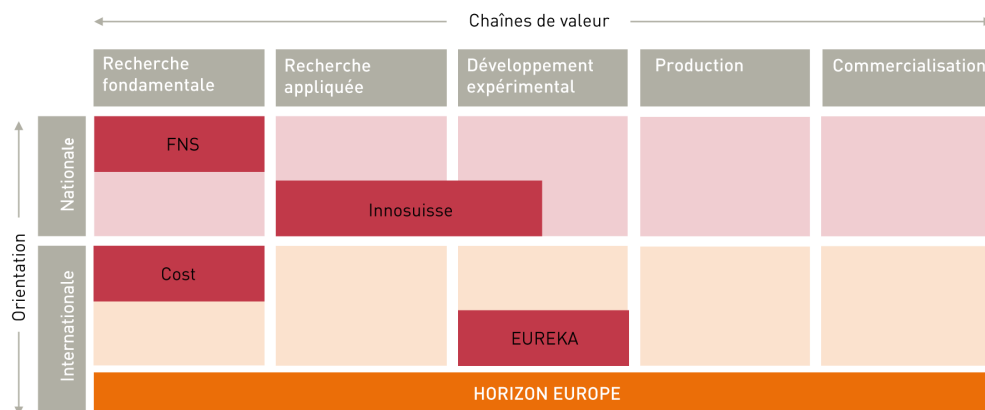 Chaînes de valeur
Recherche
fondamentale
Recherche
appliquée
Développement
expérimental
Production
Commercialisation
Orientation
Nationale
FNS
Innosuisse
Internationale
Cost
EUREKA
HORIZON EUROPE